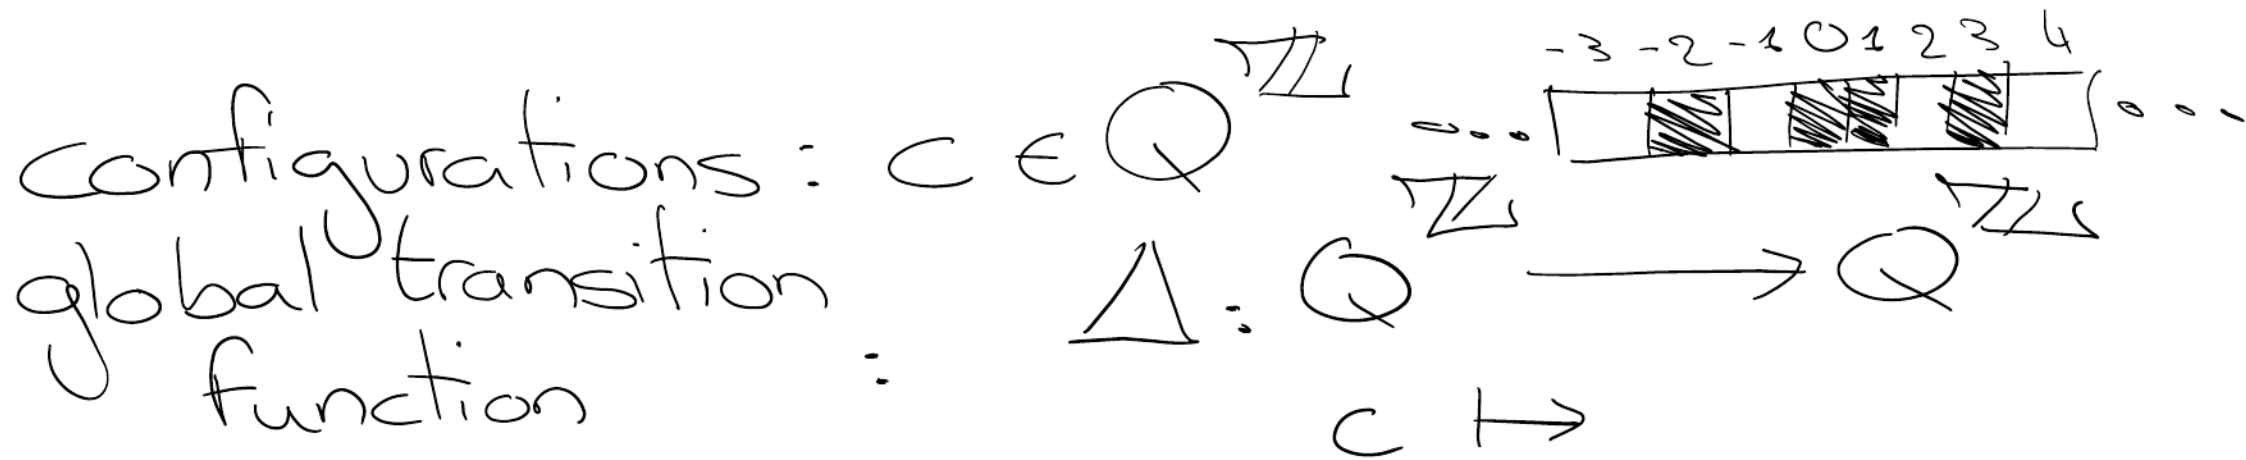 -3 -2 -1 0 1 2 3 4
configurations : c ∈ Q^ℤ ... ...
global transition
function : Δ : Q^ℤ → Q^ℤ
c ↦